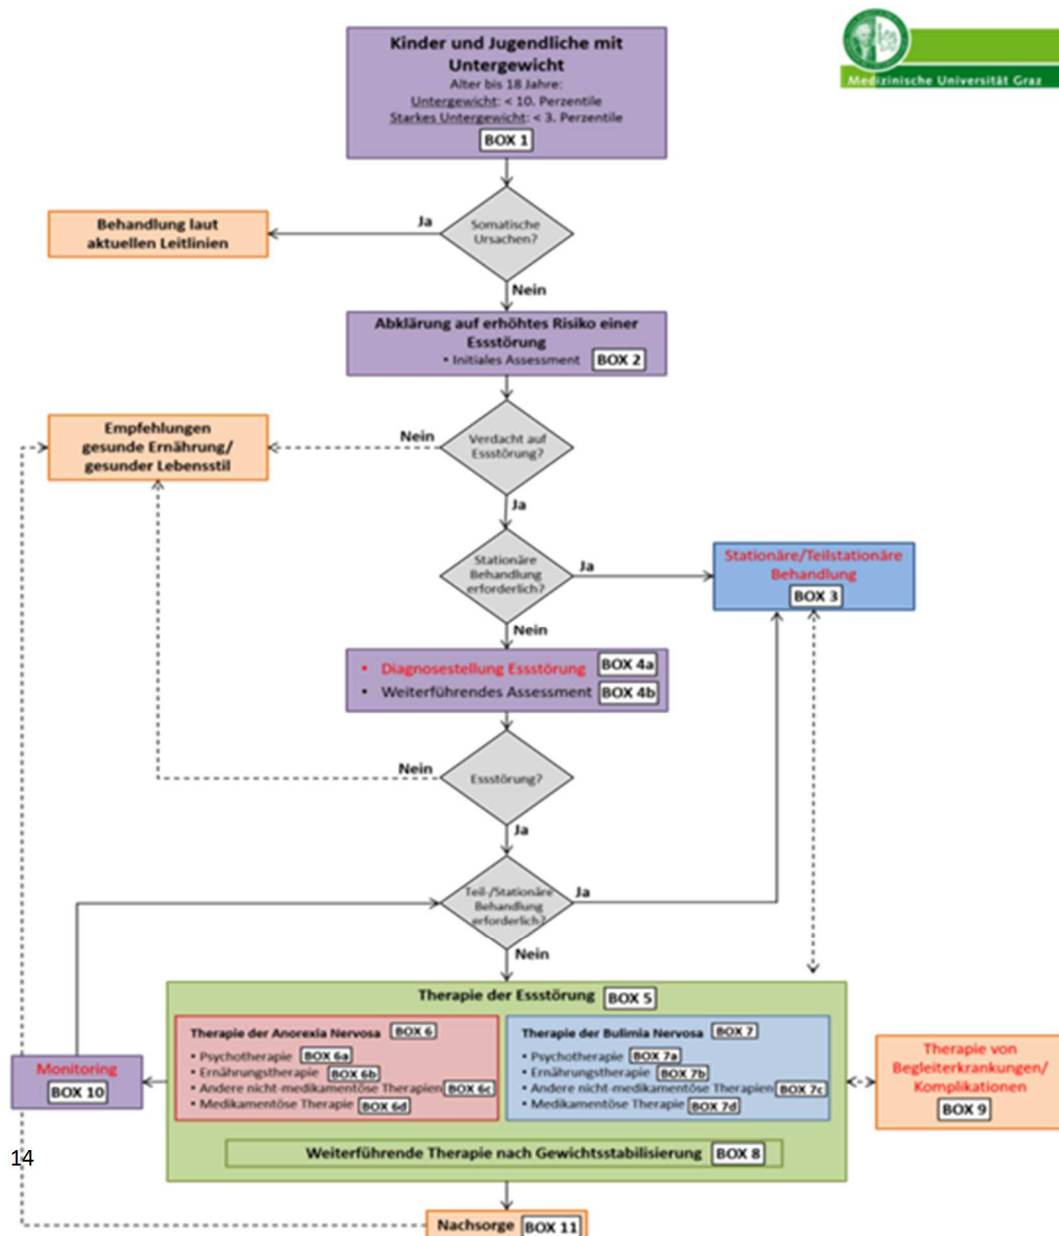 Medizinische Universität Graz
Kinder und Jugendliche mit
Untergewicht
Alter bis 18 Jahre:
Untergewicht: < 10. Perzentile
Starkes Untergewicht: < 3. Perzentile
BOX 1
Somatische
Ursachen?
Ja
Behandlung laut
aktuellen Leitlinien
Nein
Abklärung auf erhöhtes Risiko einer
Essstörung
• Initiales Assessment BOX 2
Verdacht auf
Essstörung?
Nein
Empfehlungen
gesunde Ernährung/
gesunder Lebensstil
Ja
Stationäre
Behandlung
erforderlich?
Ja
Stationäre/Teilstationäre
Behandlung
BOX 3
Nein
• Diagnosestellung Essstörung BOX 4a
• Weiterführendes Assessment BOX 4b
Essstörung?
Nein
Ja
Teil-/Stationäre
Behandlung
erforderlich?
Ja
Nein
Therapie der Essstörung BOX 5
Therapie der Anorexia Nervosa BOX 6
• Psychotherapie BOX 6a
• Ernährungstherapie BOX 6b
• Andere nicht-medikamentöse Therapien BOX 6c
• Medikamentöse Therapie BOX 6d
Therapie der Bulimia Nervosa BOX 7
• Psychotherapie BOX 7a
• Ernährungstherapie BOX 7b
• Andere nicht-medikamentöse Therapien BOX 7c
• Medikamentöse Therapie BOX 7d
Monitoring
BOX 10
Therapie von
Begleiterkrankungen/
Komplikationen
BOX 9
Weiterführende Therapie nach Gewichtsstabilisierung BOX 8
14
Nachsorge BOX 11